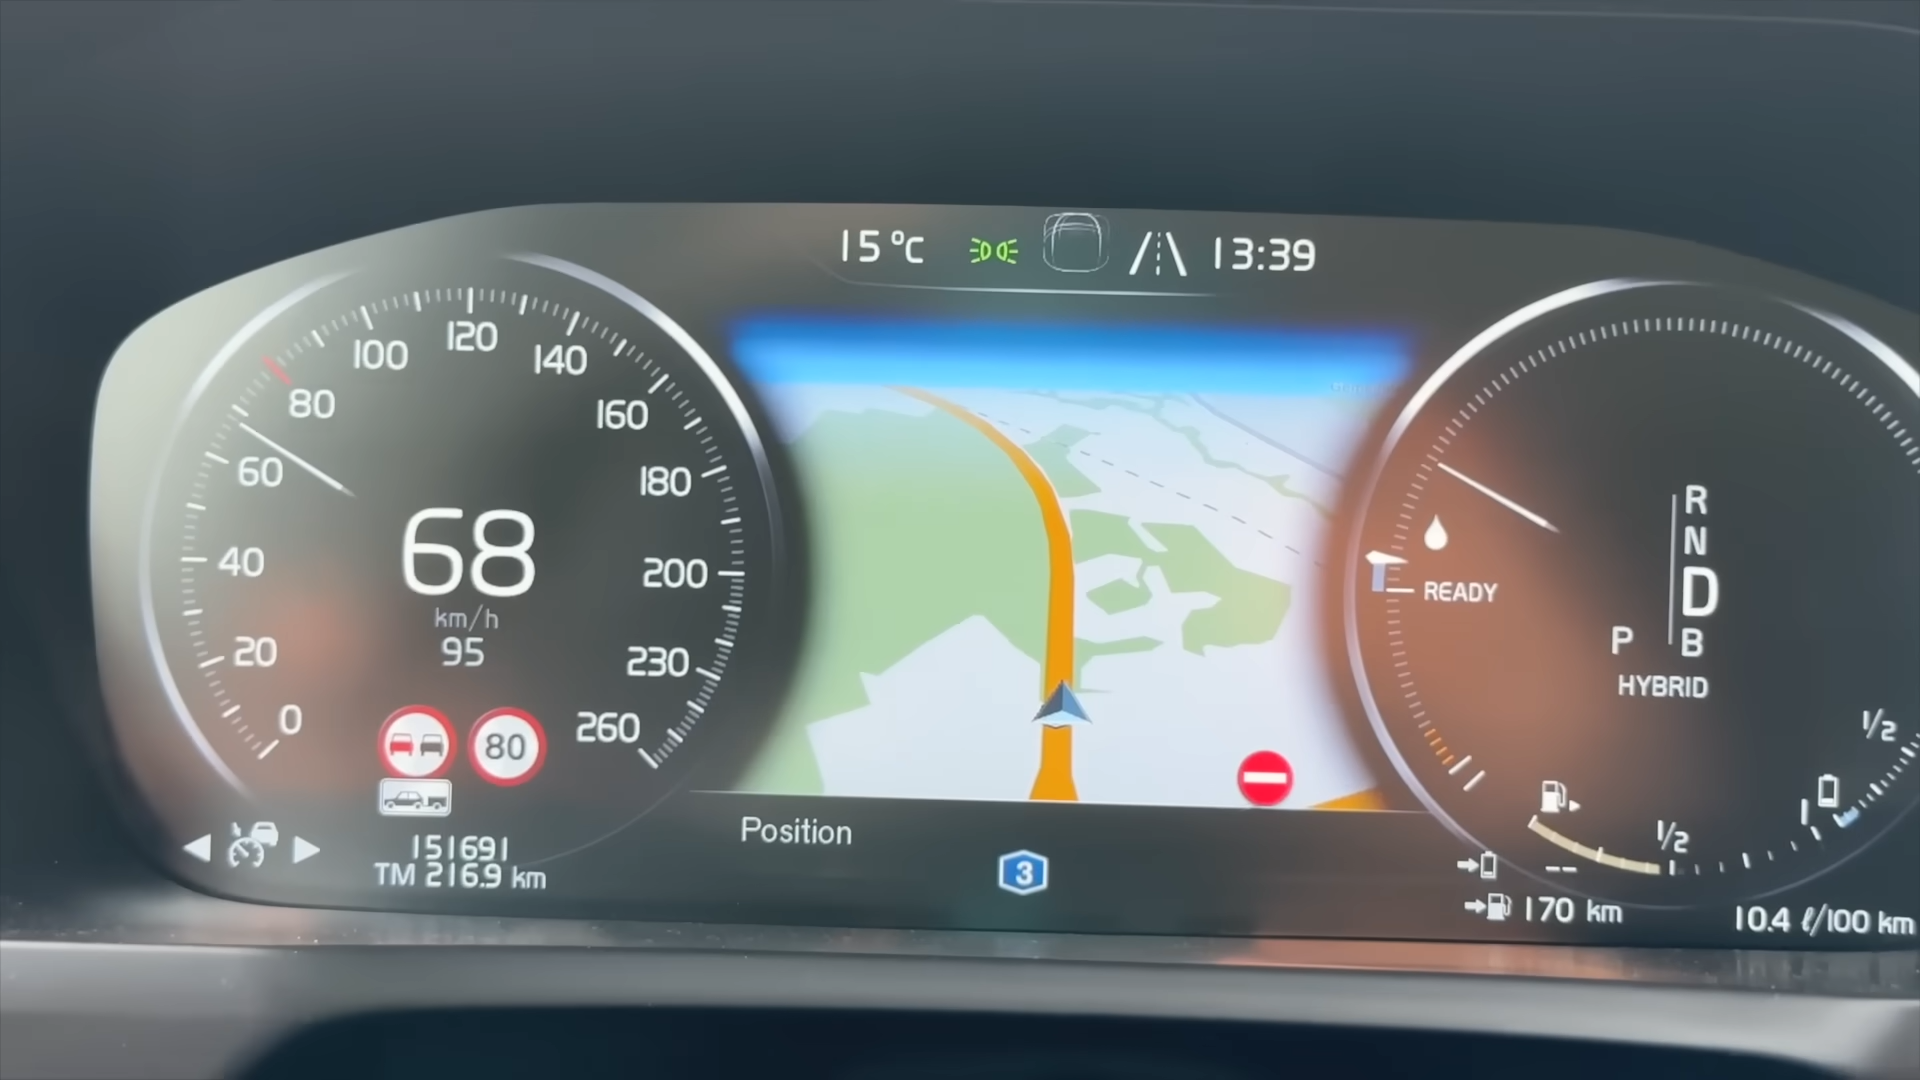 15 °C 13:39
0
20
40
60
80
100
120
140
160
180
200
230
260
68
km/h
95
80
151691
TM 216.9 km
Position
3
READY
R
N
D
P B
HYBRID
1/2
1/2
--
170 km
10.4 ℓ/100 km